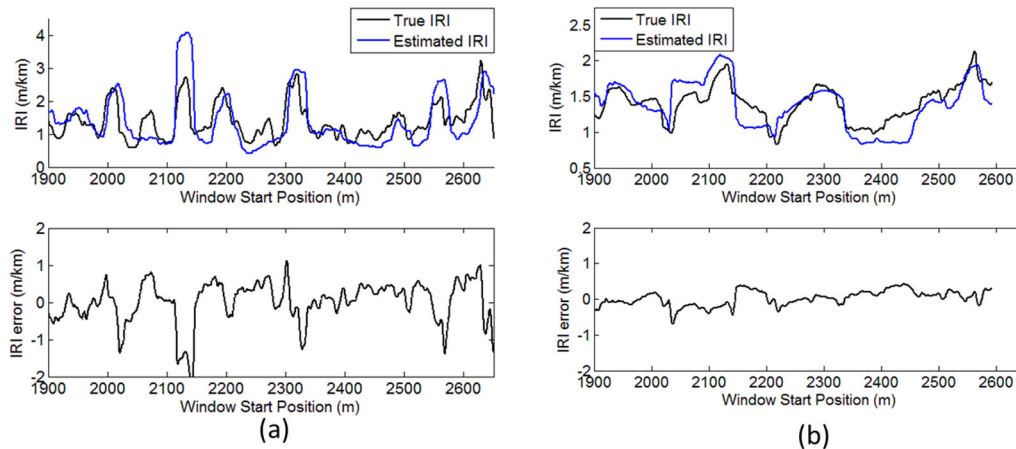 True IRI
Estimated IRI
IRI (m/km)
4
3
2
1
0
1900 2000 2100 2200 2300 2400 2500 2600
Window Start Position (m)
IRI error (m/km)
2
1
0
-1
-2
1900 2000 2100 2200 2300 2400 2500 2600
Window Start Position (m)
(a)
True IRI
Estimated IRI
IRI (m/km)
2.5
2
1.5
1
0.5
1900 2000 2100 2200 2300 2400 2500 2600
Window Start Position (m)
IRI error (m/km)
2
1
0
-1
-2
1900 2000 2100 2200 2300 2400 2500 2600
Window Start Position (m)
(b)